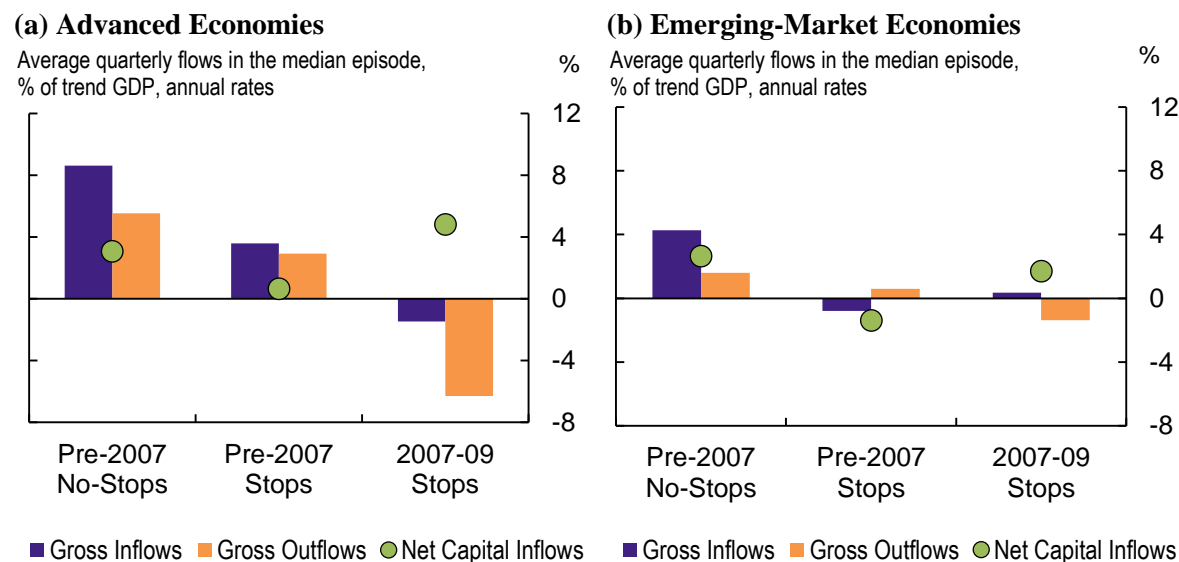 (a) Advanced Economies
Average quarterly flows in the median episode,
% of trend GDP, annual rates
%
12
8
4
0
-4
-8
Pre-2007
No-Stops
Pre-2007
Stops
2007-09
Stops
Gross Inflows Gross Outflows Net Capital Inflows
(b) Emerging-Market Economies
Average quarterly flows in the median episode,
% of trend GDP, annual rates
%
12
8
4
0
-4
-8
Pre-2007
No-Stops
Pre-2007
Stops
2007-09
Stops
Gross Inflows Gross Outflows Net Capital Inflows